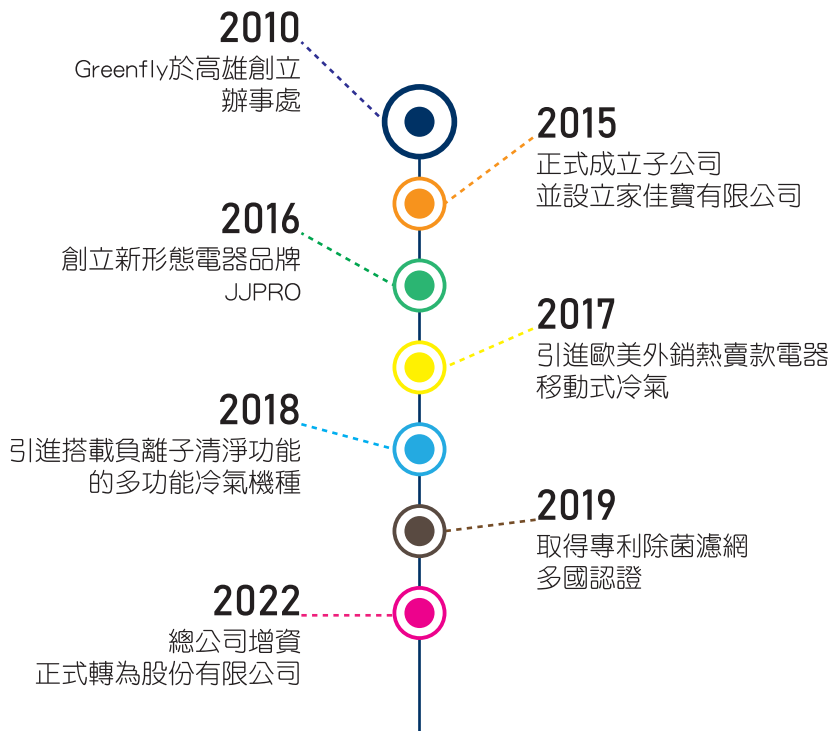 2010
Greenfly於高雄創立
辦事處
2015
正式成立子公司
並設立家佳寶有限公司
2016
創立新形態電器品牌
JJPRO
2017
引進歐美外銷熱賣款電器
移動式冷氣
2018
引進搭載負離子清淨功能
的多功能冷氣機種
2019
取得專利除菌濾網
多國認證
2022
總公司增資
正式轉為股份有限公司